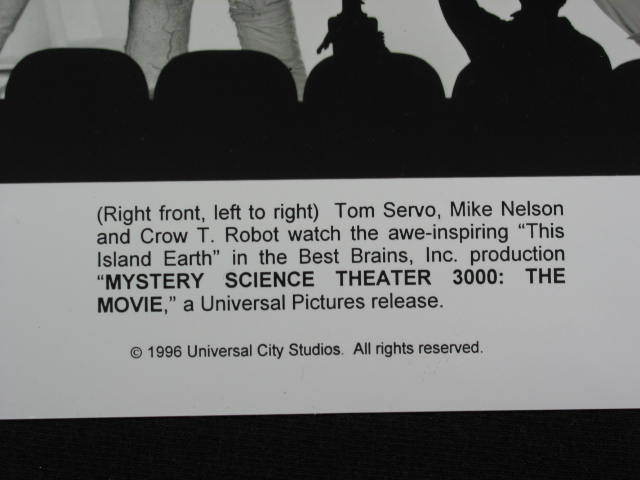 (Right front, left to right) Tom Servo, Mike Nelson
and Crow T. Robot watch the awe-inspiring “This
Island Earth” in the Best Brains, Inc. production
“MYSTERY SCIENCE THEATER 3000: THE
MOVIE,” a Universal Pictures release.
© 1996 Universal City Studios. All rights reserved.